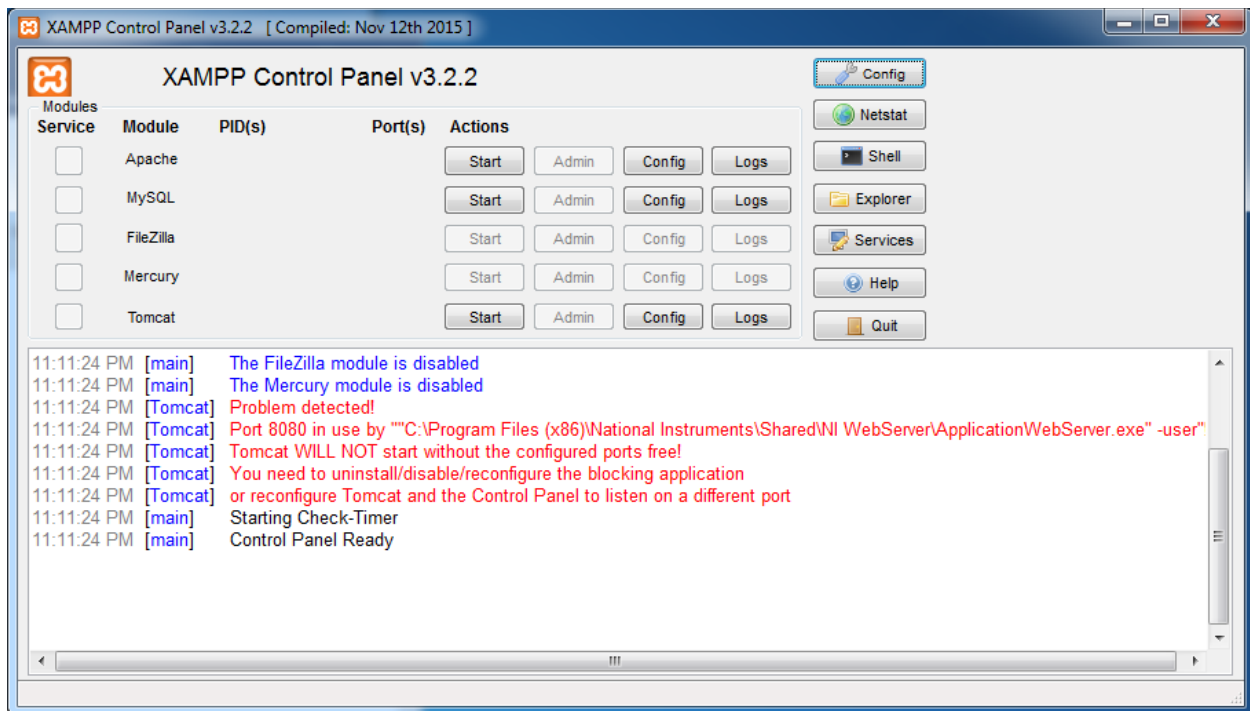 XAMPP Control Panel v3.2.2 [ Compiled: Nov 12th 2015 ]
XAMPP Control Panel v3.2.2
Config
Modules
Netstat
Service Module PID(s) Port(s) Actions
Apache Start Admin Config Logs
Shell
MySQL Start Admin Config Logs
Explorer
FileZilla Start Admin Config Logs
Services
Mercury Start Admin Config Logs
Help
Tomcat Start Admin Config Logs
Quit
11:11:24 PM [main] The FileZilla module is disabled
11:11:24 PM [main] The Mercury module is disabled
11:11:24 PM [Tomcat] Problem detected!
11:11:24 PM [Tomcat] Port 8080 in use by ""C:\Program Files (x86)\National Instruments\Shared\NI WebServer\ApplicationWebServer.exe" -user"
11:11:24 PM [Tomcat] Tomcat WILL NOT start without the configured ports free!
11:11:24 PM [Tomcat] You need to uninstall/disable/reconfigure the blocking application
11:11:24 PM [Tomcat] or reconfigure Tomcat and the Control Panel to listen on a different port
11:11:24 PM [main] Starting Check-Timer
11:11:24 PM [main] Control Panel Ready